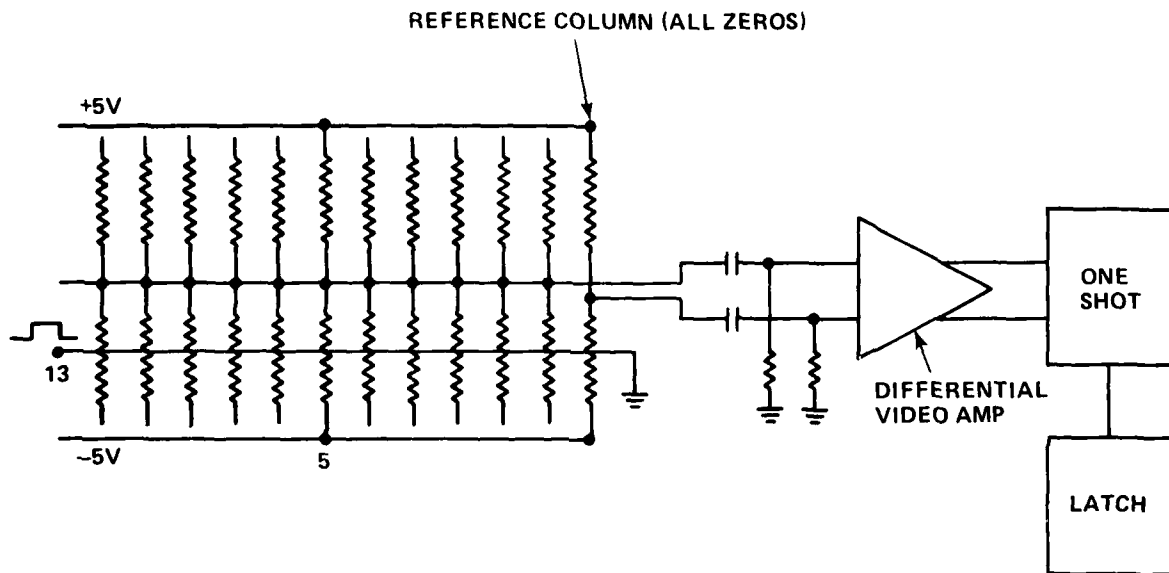 REFERENCE COLUMN (ALL ZEROS)
+5V
13
-5V
5
DIFFERENTIAL
VIDEO AMP
ONE
SHOT
LATCH